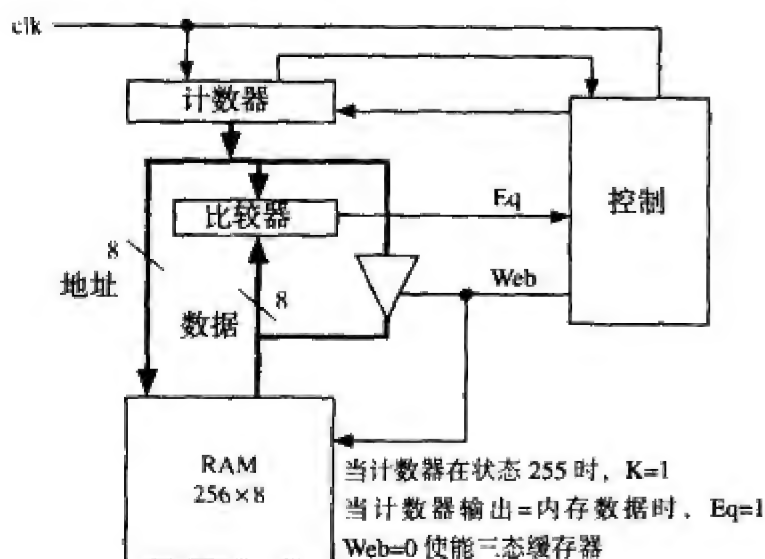 clk
计数器
控制
比较器
Eq
8
地址
Web
8
数据
RAM
256×8
当计数器在状态 255 时，K=1
当计数器输出=内存数据时，Eq=1
Web=0 使能三态缓存器